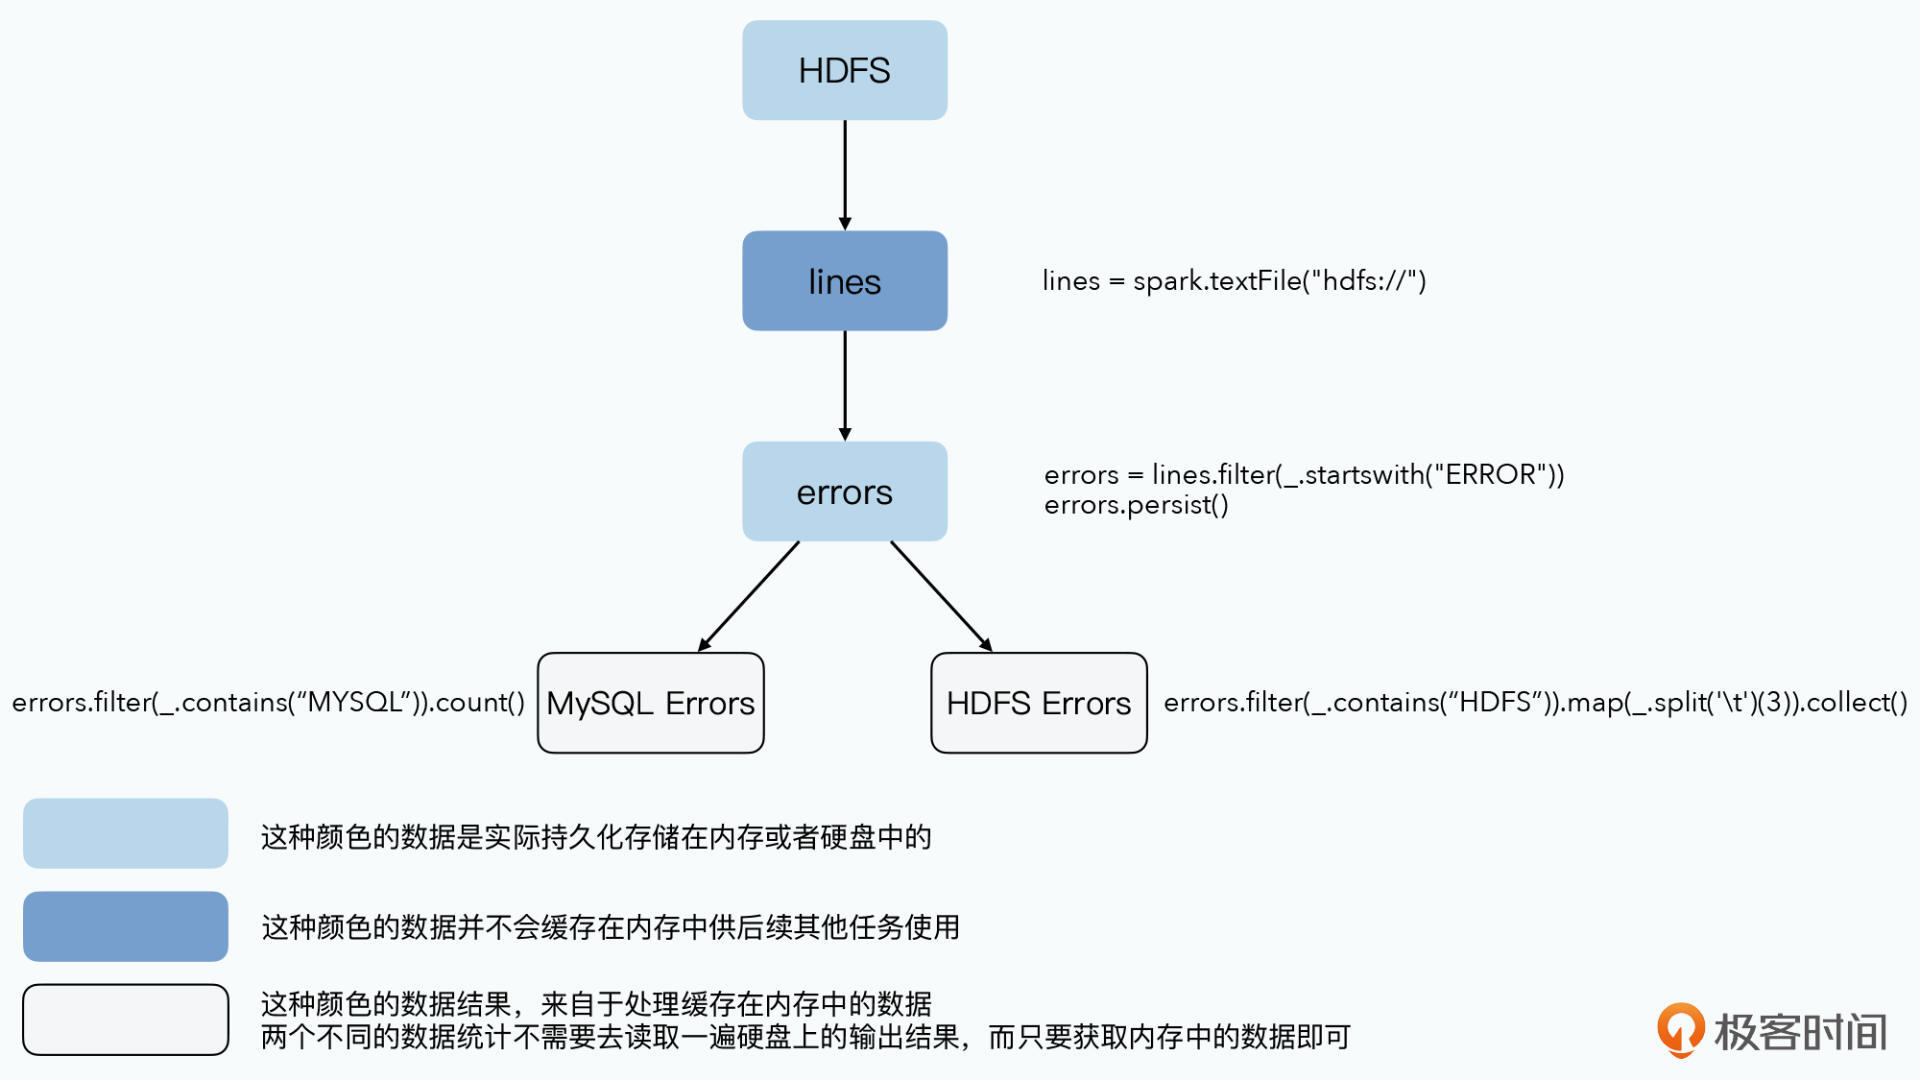 HDFS
lines
lines = spark.textFile("hdfs://")
errors
errors = lines.filter(_.startswith("ERROR"))
errors.persist()
errors.filter(_.contains(“MYSQL”)).count()
MySQL Errors
HDFS Errors
errors.filter(_.contains(“HDFS”)).map(_.split('\t')(3)).collect()
这种颜色的数据是实际持久化存储在内存或者硬盘中的
这种颜色的数据并不会缓存在内存中供后续其他任务使用
这种颜色的数据结果，来自于处理缓存在内存中的数据
两个不同的数据统计不需要去读取一遍硬盘上的输出结果，而只要获取内存中的数据即可
极客时间